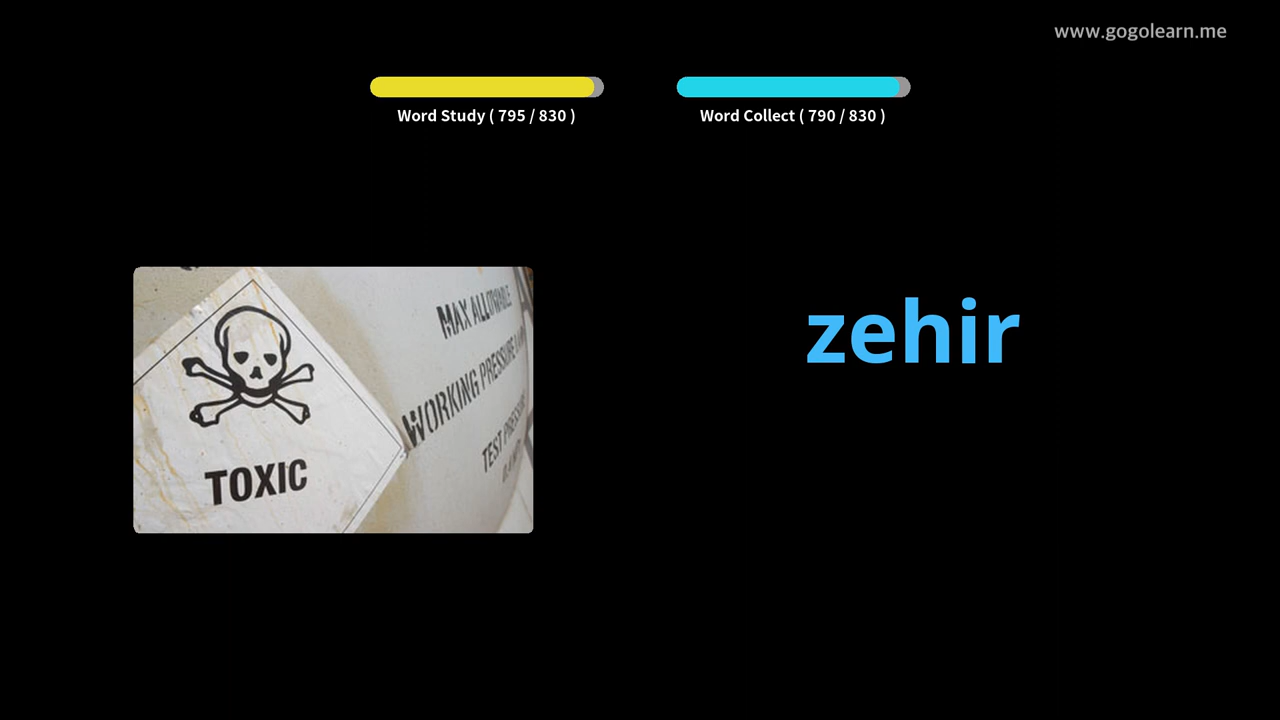 www.gogolearn.me
Word Study ( 795 / 830 )
Word Collect ( 790 / 830 )
zehir
MAX ALLOWABLE
WORKING PRESSURE
TEST PRESSURE
TOXIC